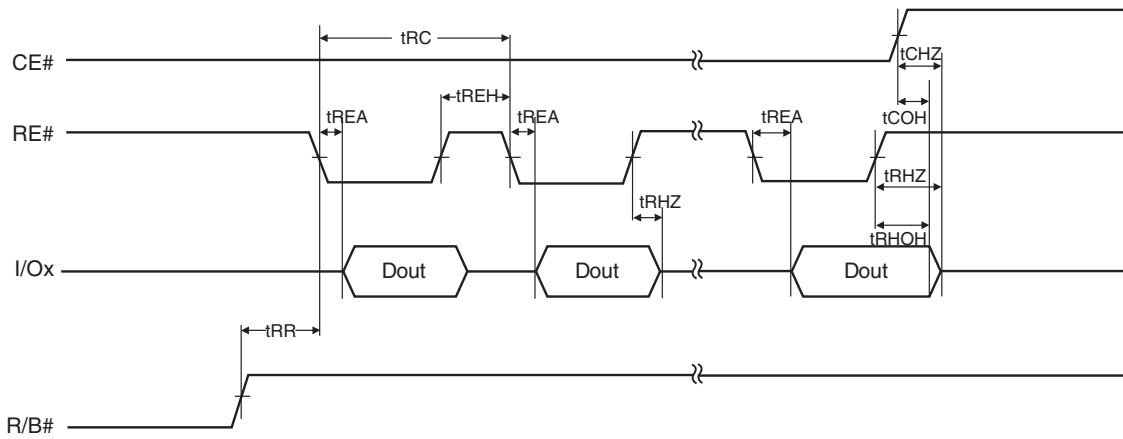 CE#
tRC
tCHZ
tREH
tREA
tREA
tREA
tCOH
RE#
tRHZ
tRHZ
tRHOH
I/Ox
Dout
Dout
Dout
tRR
R/B#